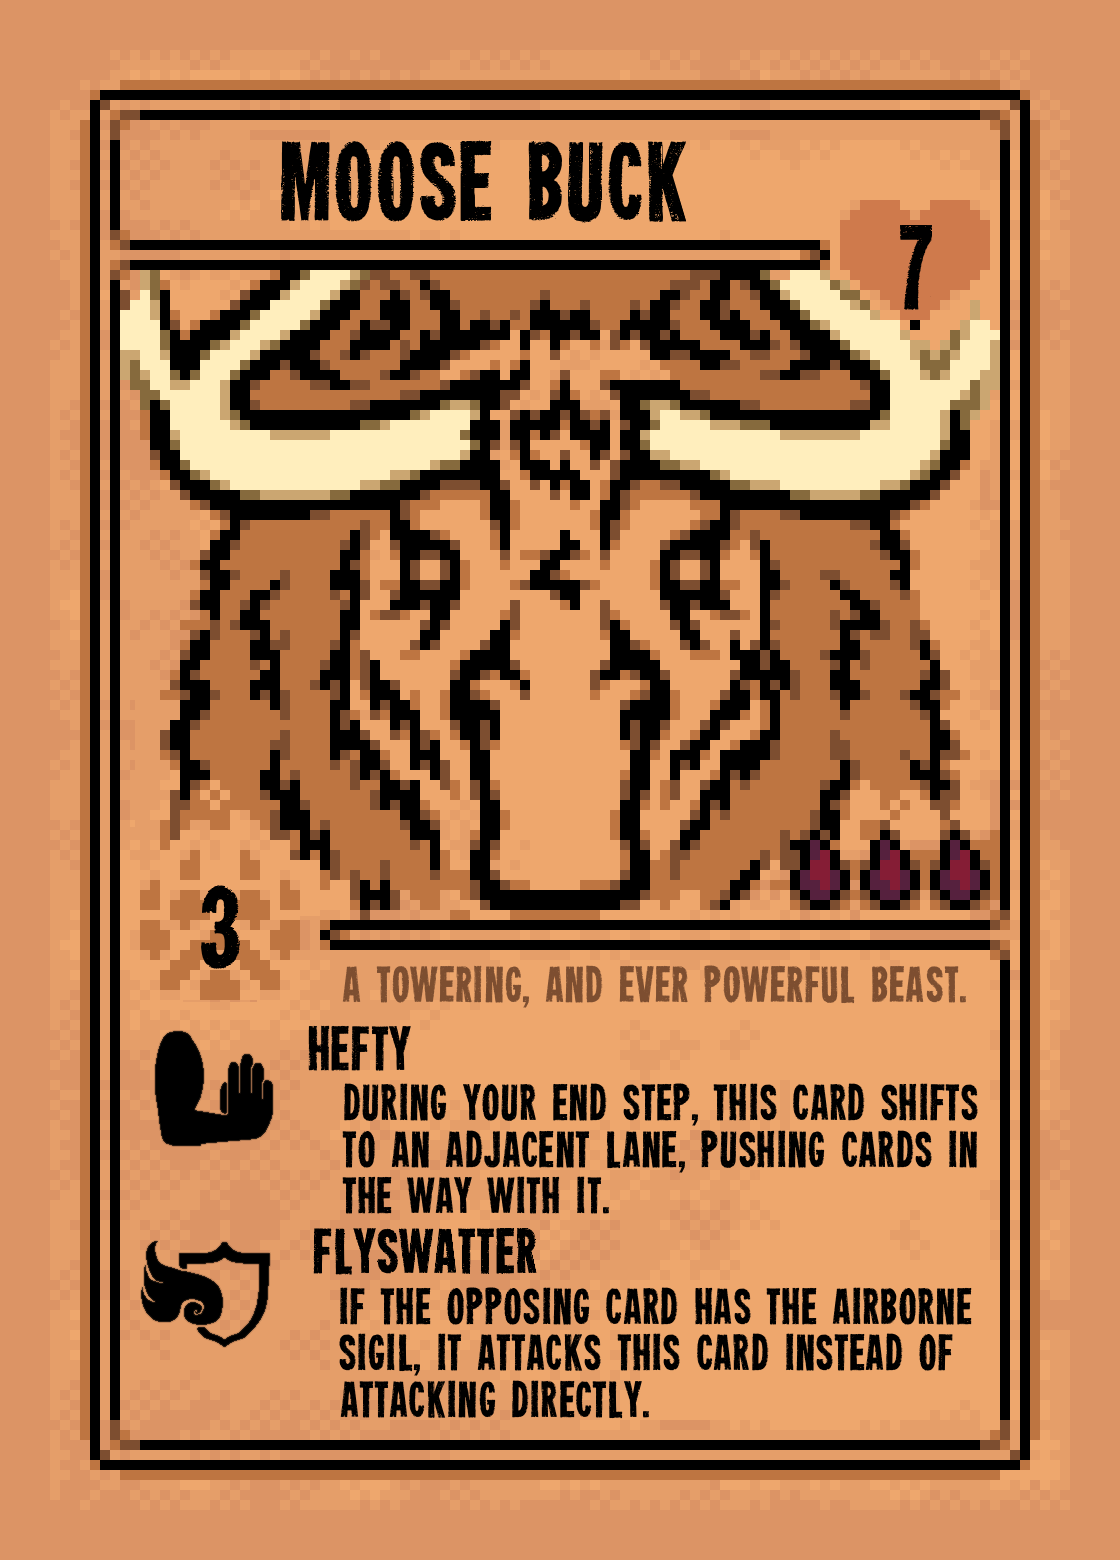 MOOSE BUCK
7
3
A TOWERING, AND EVER POWERFUL BEAST.
HEFTY
DURING YOUR END STEP, THIS CARD SHIFTS
TO AN ADJACENT LANE, PUSHING CARDS IN
THE WAY WITH IT.
FLYSWATTER
IF THE OPPOSING CARD HAS THE AIRBORNE
SIGIL, IT ATTACKS THIS CARD INSTEAD OF
ATTACKING DIRECTLY.